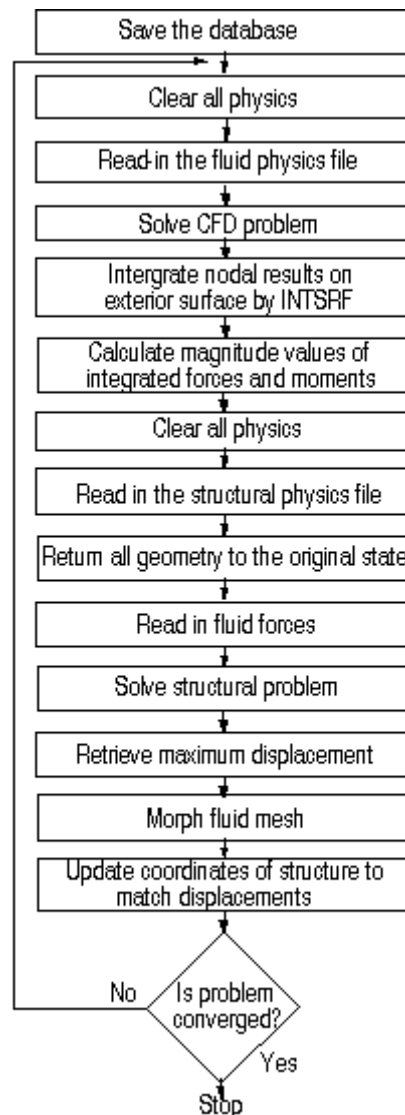 Save the database
Clear all physics
Read-in the fluid physics file
Solve CFD problem
Intergrate nodal results on
exterior surface by INTSRF
Calculate magnitude values of
integrated forces and moments
Clear all physics
Read in the structural physics file
Return all geometry to the original state
Read in fluid forces
Solve structural problem
Retrieve maximum displacement
Morph fluid mesh
Update coordinates of structure to
match displacements
No
Is problem
converged?
Yes
Stop